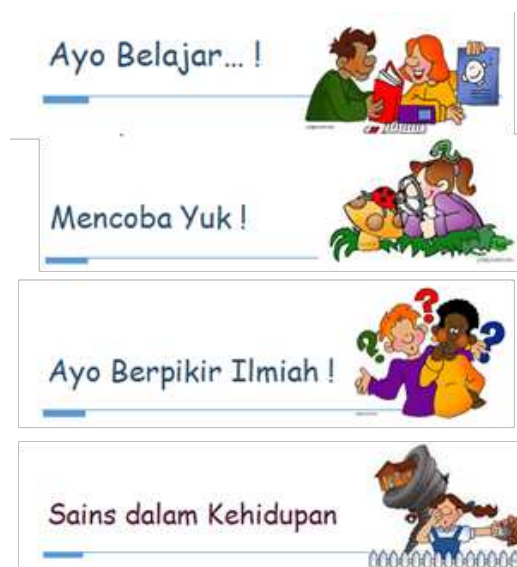 Ayo Belajar... !
Mencoba Yuk !
Ayo Berpikir Ilmiah !
Sains dalam Kehidupan